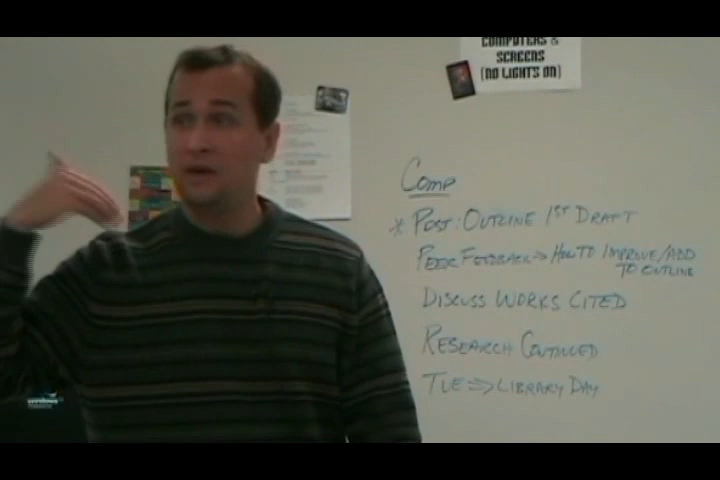 COMPUTERS &
SCREENS
(NO LIGHTS ON)
COMP
* POST: OUTLINE 1ST DRAFT
PEER FEEDBACK → HOW TO IMPROVE/ADD
TO OUTLINE
DISCUSS WORKS CITED
RESEARCH CONTINUED
TUE ⇒ LIBRARY DAY